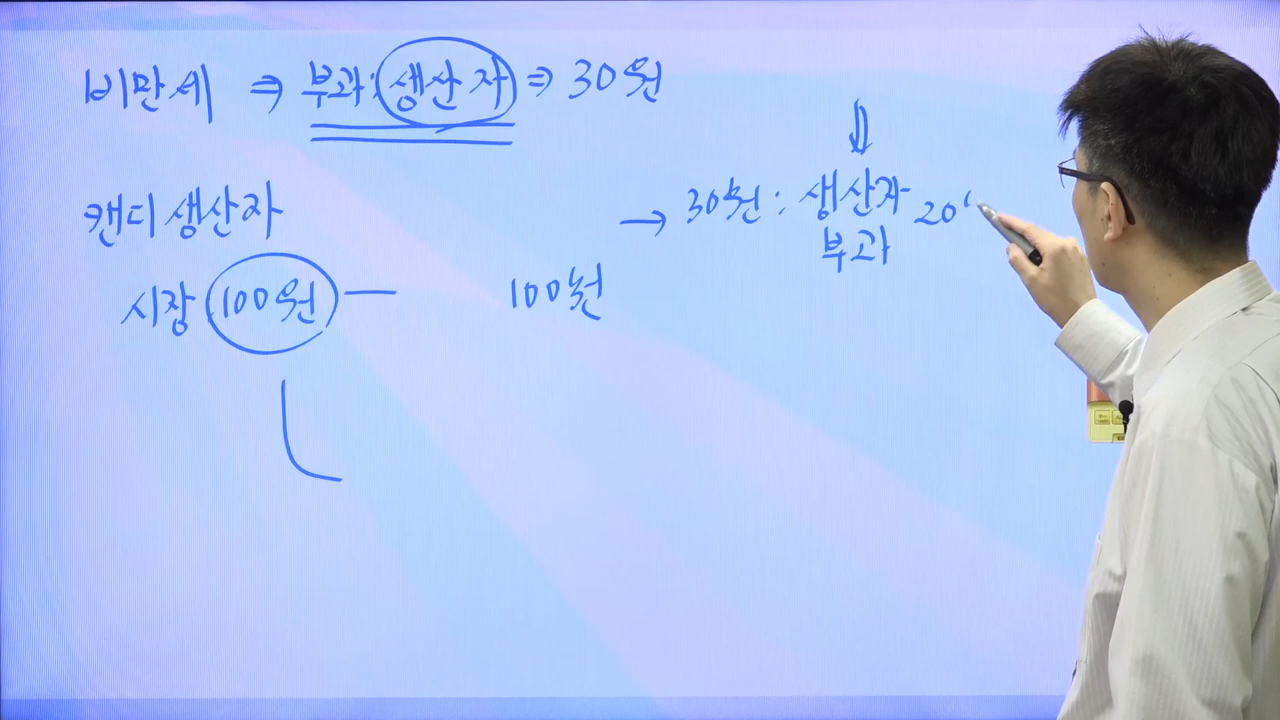 비만세 ⇒ 부과: 생산자 ⇒ 30원
캔디 생산자
시장 100원 — 100원
→ 30원 : 생산자 20
부과